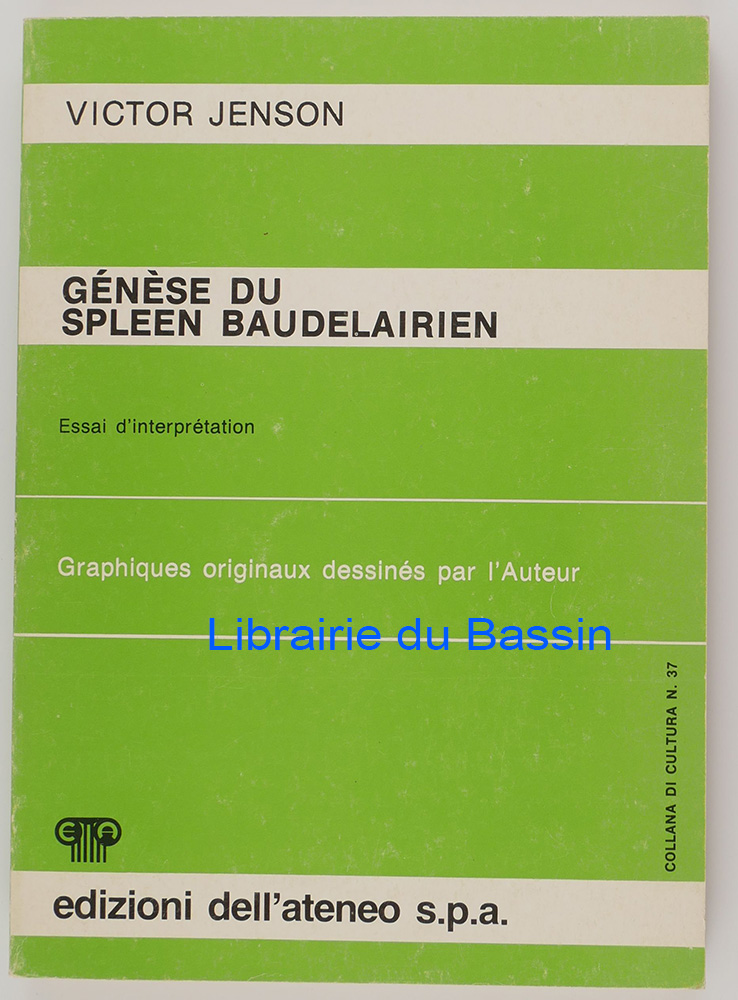 VICTOR JENSON
GÉNÈSE DU
SPLEEN BAUDELAIRIEN
Essai d'interprétation
Graphiques originaux dessinés par l'Auteur
Librairie du Bassin
COLLANA DI CULTURA N. 37
EA
edizioni dell'ateneo s.p.a.